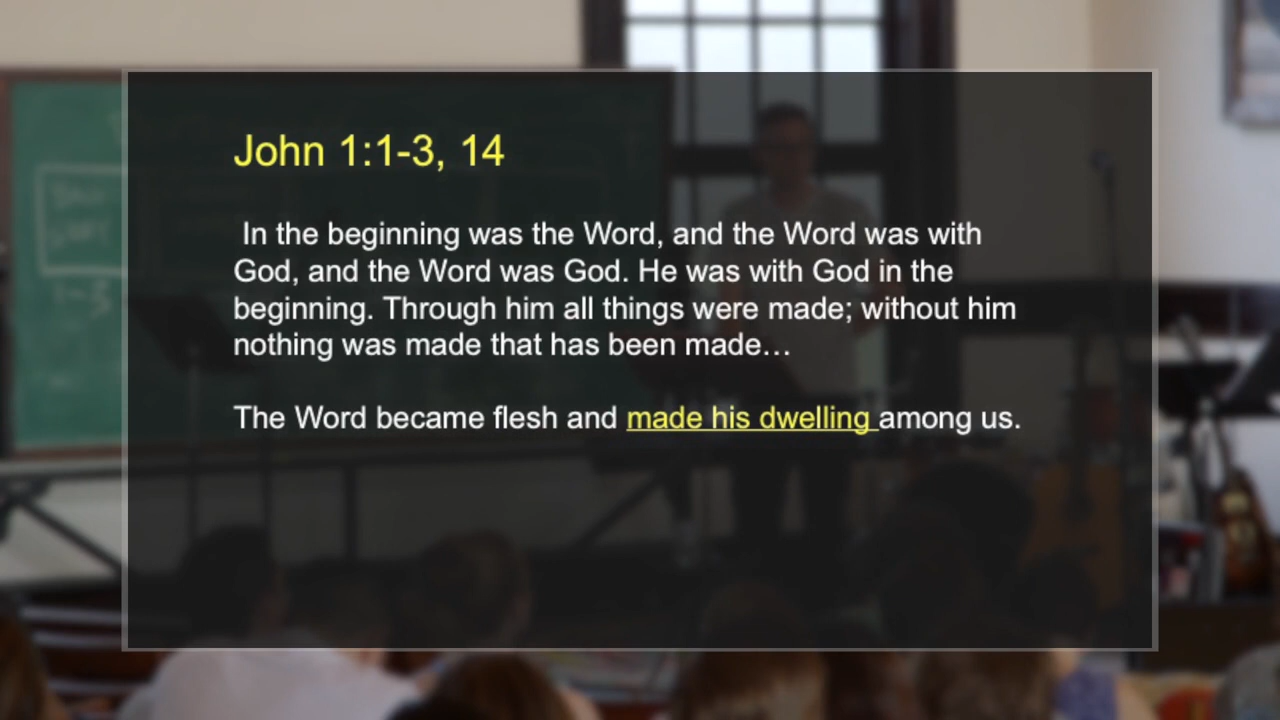 John 1:1-3, 14
In the beginning was the Word, and the Word was with
God, and the Word was God. He was with God in the
beginning. Through him all things were made; without him
nothing was made that has been made…
The Word became flesh and made his dwelling among us.